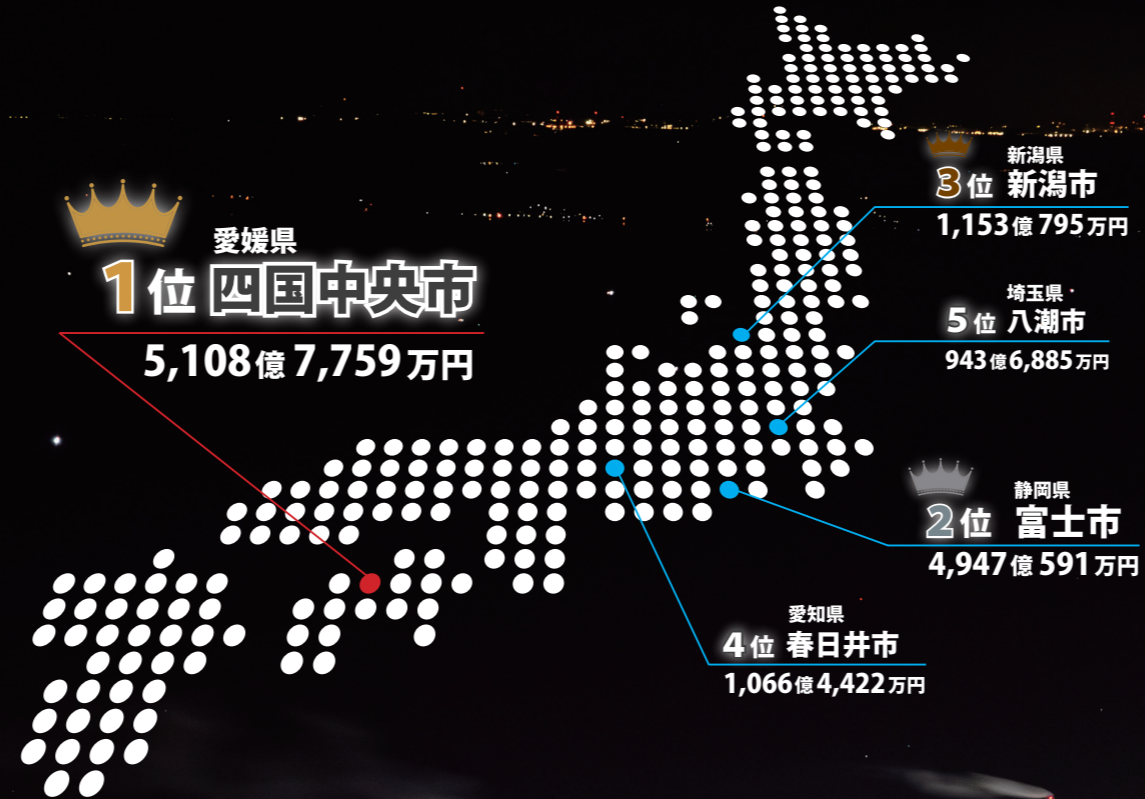 愛媛県
1位 四国中央市
5,108億7,759万円
新潟県
3位 新潟市
1,153億795万円
埼玉県
5位 八潮市
943億6,885万円
静岡県
2位 富士市
4,947億591万円
愛知県
4位 春日井市
1,066億4,422万円